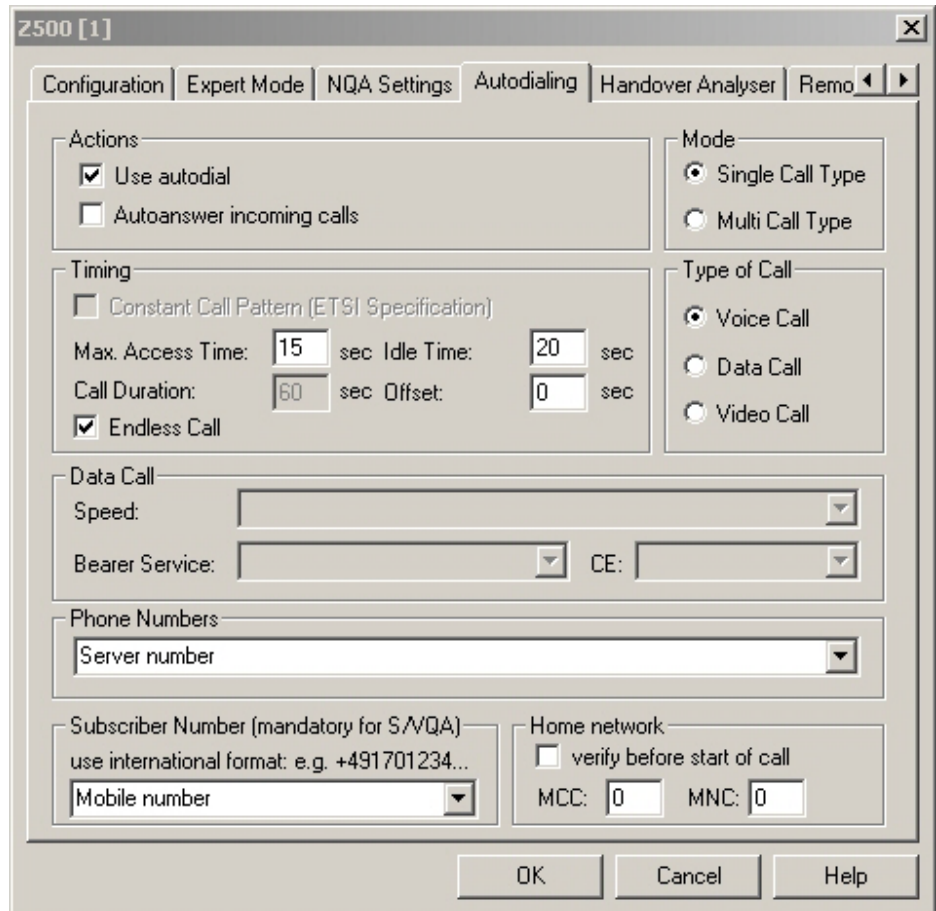 Z500 [1]
Configuration Expert Mode NQA Settings Autodialing Handover Analyser Remo
Actions
Use autodial
Autoanswer incoming calls
Mode
Single Call Type
Multi Call Type
Timing
Constant Call Pattern (ETSI Specification)
Max. Access Time: 15 sec Idle Time: 20 sec
Call Duration: 60 sec Offset: 0 sec
Endless Call
Type of Call
Voice Call
Data Call
Video Call
Data Call
Speed:
Bearer Service: CE:
Phone Numbers
Server number
Subscriber Number (mandatory for S/VQA)
use international format: e.g. +491701234...
Mobile number
Home network
verify before start of call
MCC: 0 MNC: 0
OK Cancel Help